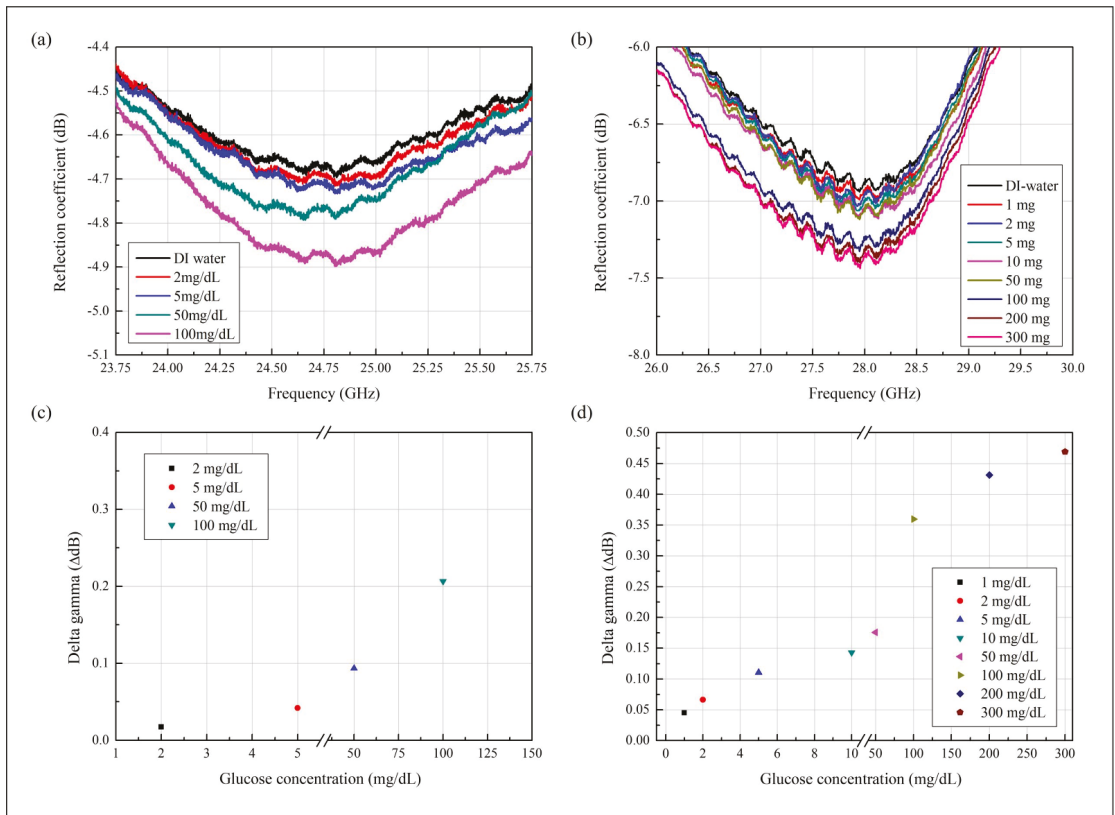 (a)
-4.4
-4.5
-4.6
-4.7
-4.8
-4.9
-5.0
-5.1
Reflection coefficient (dB)
DI water
2mg/dL
5mg/dL
50mg/dL
100mg/dL
23.75 24.00 24.25 24.50 24.75 25.00 25.25 25.50 25.75
Frequency (GHz)
(b)
-6.0
-6.5
-7.0
-7.5
-8.0
Reflection coefficient (dB)
DI-water
1 mg
2 mg
5 mg
10 mg
50 mg
100 mg
200 mg
300 mg
26.0 26.5 27.0 27.5 28.0 28.5 29.0 29.5 30.0
Frequency (GHz)
(c)
0.4
0.3
0.2
0.1
0.0
Delta gamma (ΔdB)
2 mg/dL
5 mg/dL
50 mg/dL
100 mg/dL
1 2 3 4 5 50 75 100 125 150
Glucose concentration (mg/dL)
(d)
0.50
0.45
0.40
0.35
0.50
0.25
0.20
0.15
0.10
0.05
0.00
Delta gamma (ΔdB)
1 mg/dL
2 mg/dL
5 mg/dL
10 mg/dL
50 mg/dL
100 mg/dL
200 mg/dL
300 mg/dL
0 2 4 6 8 10 50 100 150 200 250 300
Glucose concentration (mg/dL)